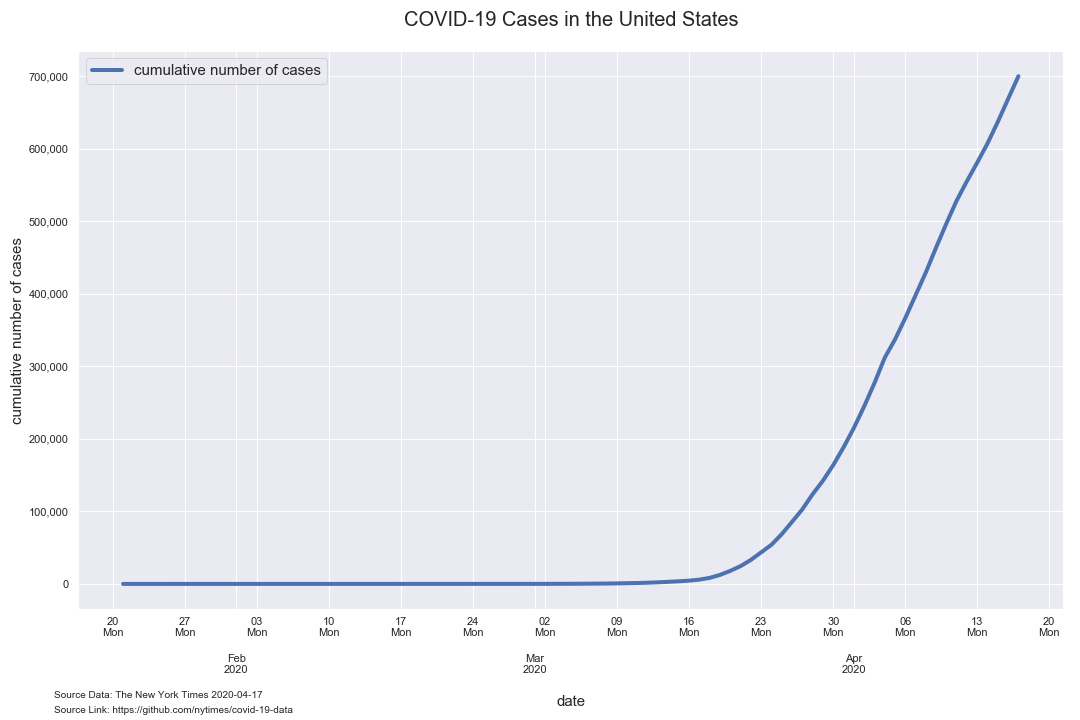 COVID-19 Cases in the United States
cumulative number of cases
700,000
600,000
500,000
400,000
300,000
200,000
100,000
0
cumulative number of cases
20 27 03 10 17 24 02 09 16 23 30 06 13 20
Mon Mon Mon Mon Mon Mon Mon Mon Mon Mon Mon Mon Mon Mon
Feb Mar Apr
2020 2020 2020
date
Source Data: The New York Times 2020-04-17
Source Link: https://github.com/nytimes/covid-19-data